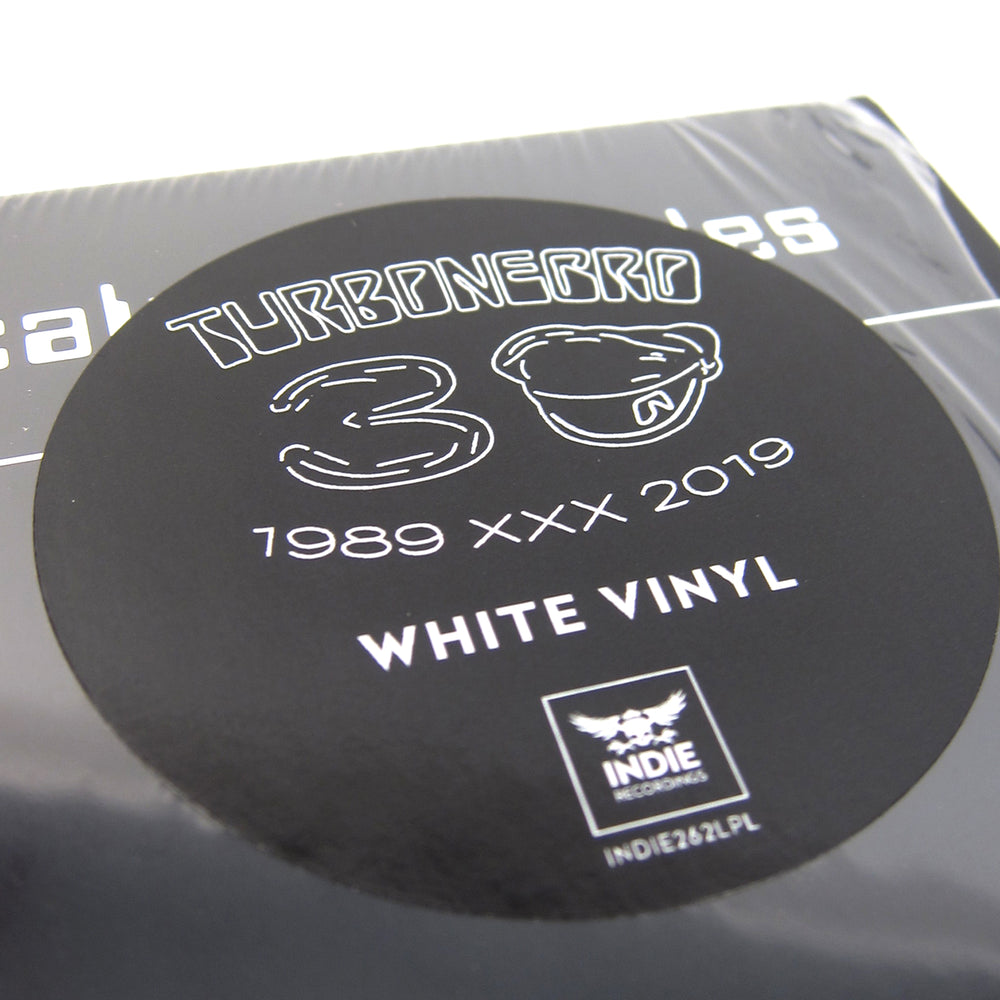 TURBONEGRO
30
1989 XXX 2019
WHITE VINYL
INDIE
RECORDINGS
INDIE262LPL